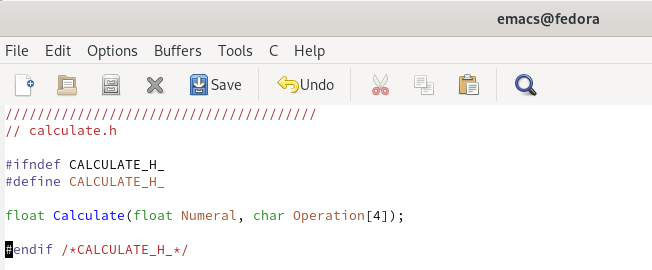 emacs@fedora
File Edit Options Buffers Tools C Help
Save Undo
///////////////////////////////////////
// calculate.h
#ifndef CALCULATE_H_
#define CALCULATE_H_
float Calculate(float Numeral, char Operation[4]);
#endif /*CALCULATE_H_*/